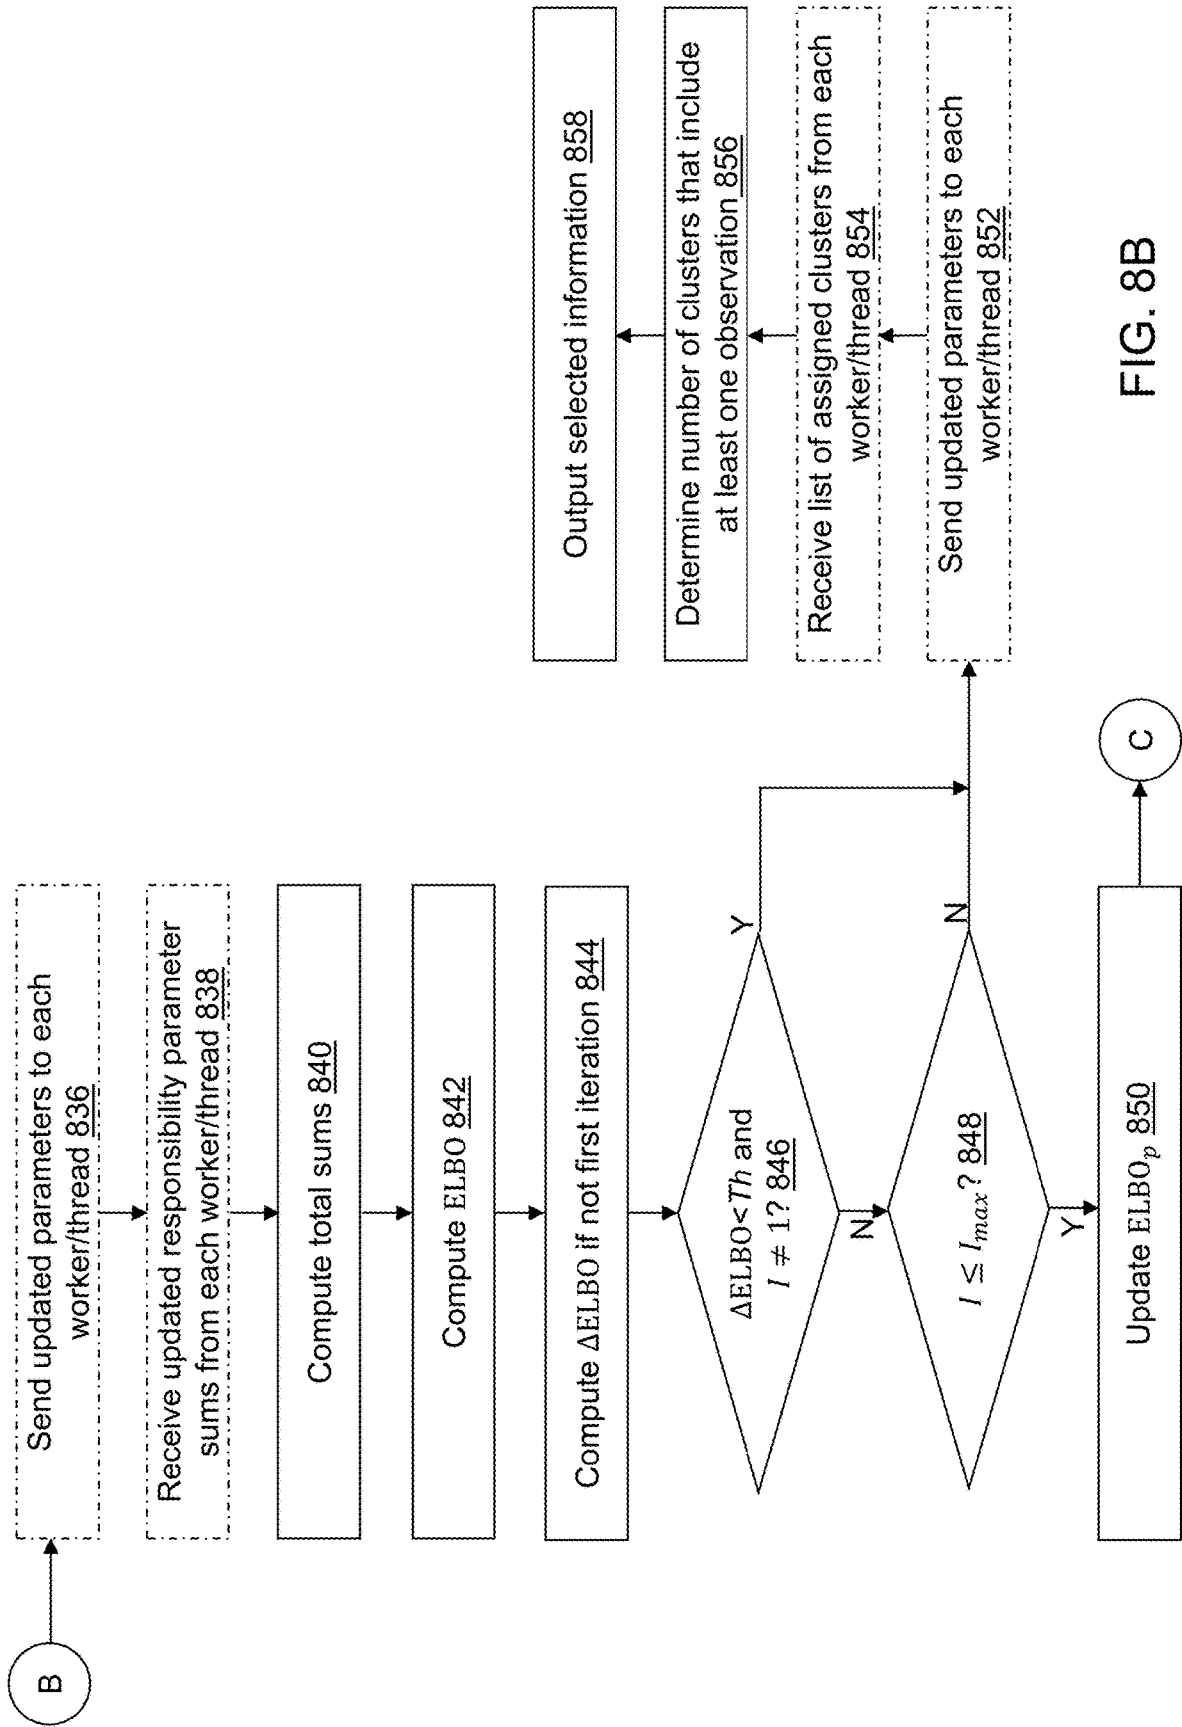 B
Send updated parameters to each
worker/thread 836
Receive updated responsibility parameter
sums from each worker/thread 838
Compute total sums 840
Compute ELBO 842
Compute ΔELBO if not first iteration 844
ΔELBO<Th and
I ≠ 1? 846
Y
N
I ≤ I_max? 848
N
Y
Update ELBO_p 850
C
Send updated parameters to each
worker/thread 852
Receive list of assigned clusters from each
worker/thread 854
Determine number of clusters that include
at least one observation 856
Output selected information 858
FIG. 8B